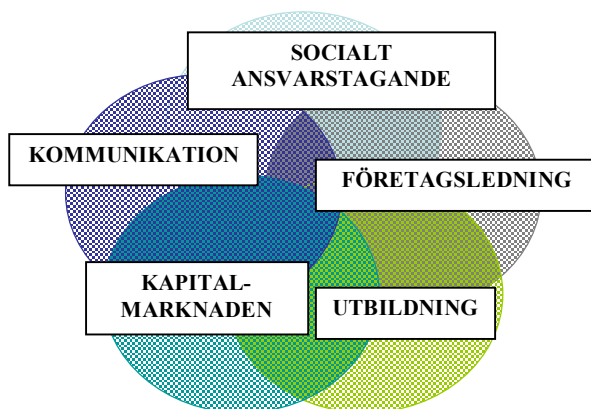 SOCIALT
ANSVARSTAGANDE
KOMMUNIKATION
FÖRETAGSLEDNING
KAPITAL-
MARKNADEN
UTBILDNING